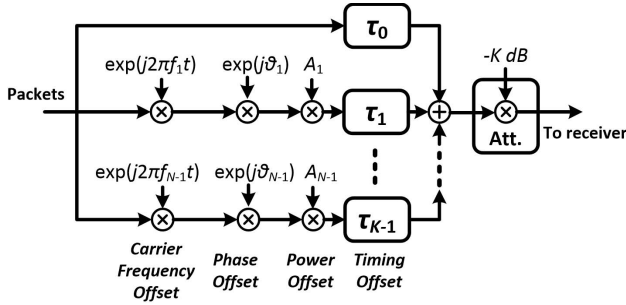 τ0
-K dB
exp(j2πf1t) exp(jϑ1) A1
Packets
τ1
Att.
To receiver
exp(j2πfN-1t) exp(jϑN-1) AN-1
τK-1
Carrier Frequency Offset
Phase Offset
Power Offset
Timing Offset